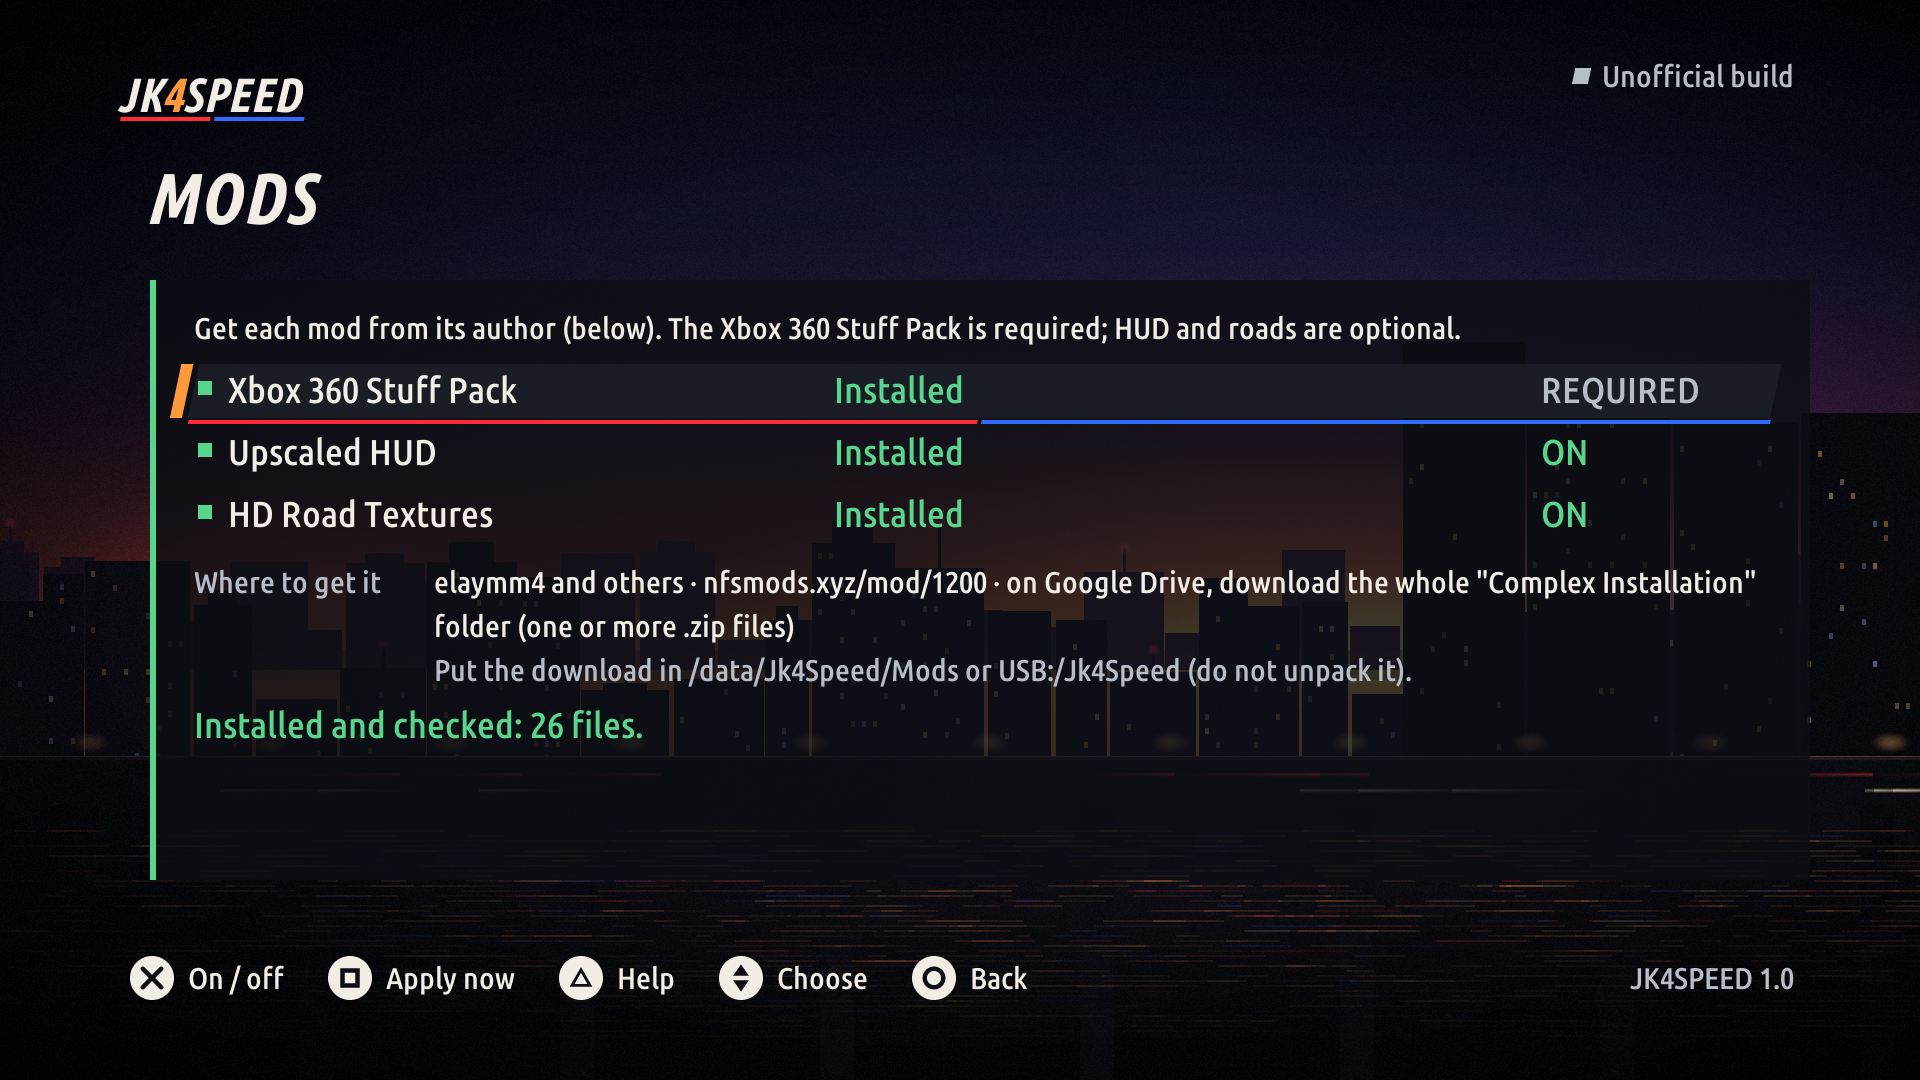 JK4SPEED
Unofficial build
MODS
Get each mod from its author (below). The Xbox 360 Stuff Pack is required; HUD and roads are optional.
Xbox 360 Stuff Pack Installed REQUIRED
Upscaled HUD Installed ON
HD Road Textures Installed ON
Where to get it elaymm4 and others · nfsmods.xyz/mod/1200 · on Google Drive, download the whole "Complex Installation"
folder (one or more .zip files)
Put the download in /data/Jk4Speed/Mods or USB:/Jk4Speed (do not unpack it).
Installed and checked: 26 files.
On / off Apply now Help Choose Back JK4SPEED 1.0